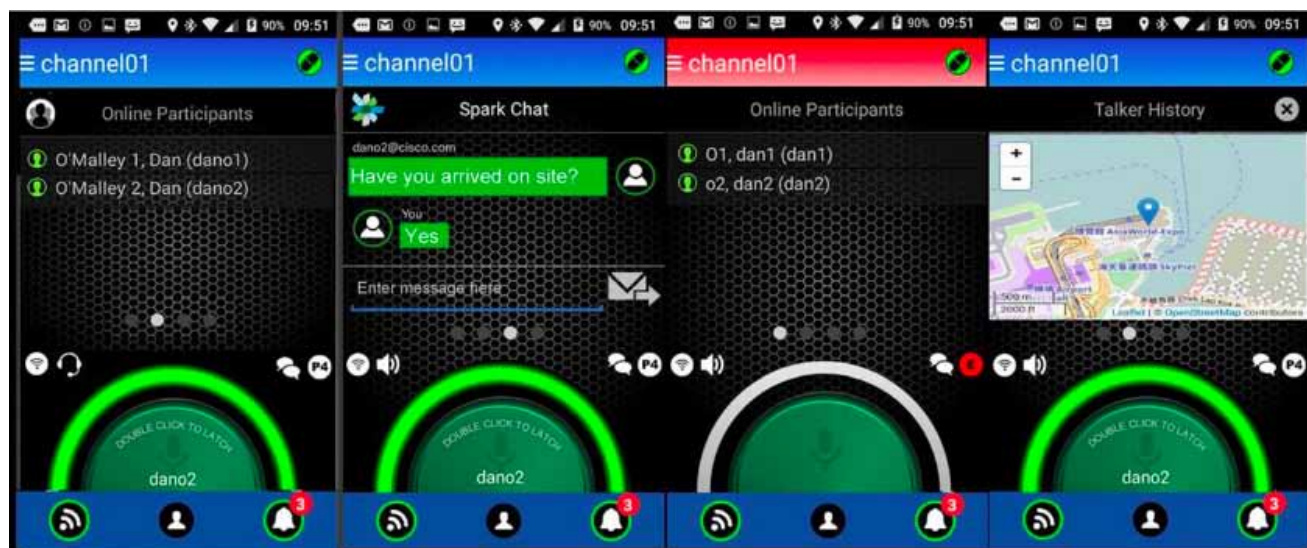 90% 09:51
channel01
Online Participants
O'Malley 1, Dan (dano1)
O'Malley 2, Dan (dano2)
P4
DOUBLE CLICK TO LATCH
dano2
3
90% 09:51
channel01
Spark Chat
dano2@cisco.com
Have you arrived on site?
You
Yes
Enter message here
P4
DOUBLE CLICK TO LATCH
dano2
3
90% 09:51
channel01
Online Participants
O1, dan1 (dan1)
o2, dan2 (dan2)
3
90% 09:51
channel01
Talker History
+
−
AsiaWorld-Expo
SkyPier
Airport
500 m
2000 ft
Leaflet | © OpenStreetMap contributors
P4
DOUBLE CLICK TO LATCH
dano2
3